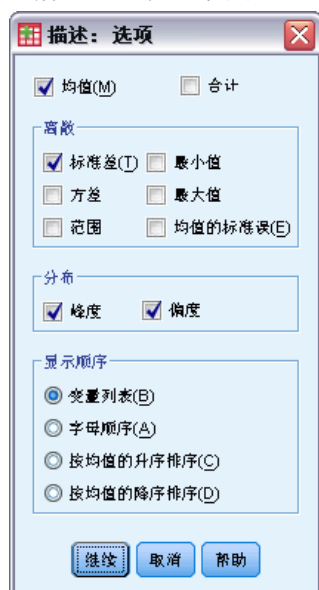 描述：选项
均值(M) 合计
离散
标准差(T) 最小值
方差 最大值
范围 均值的标准误(E)
分布
峰度 偏度
显示顺序
变量列表(B)
字母顺序(A)
按均值的升序排序(C)
按均值的降序排序(D)
继续 取消 帮助